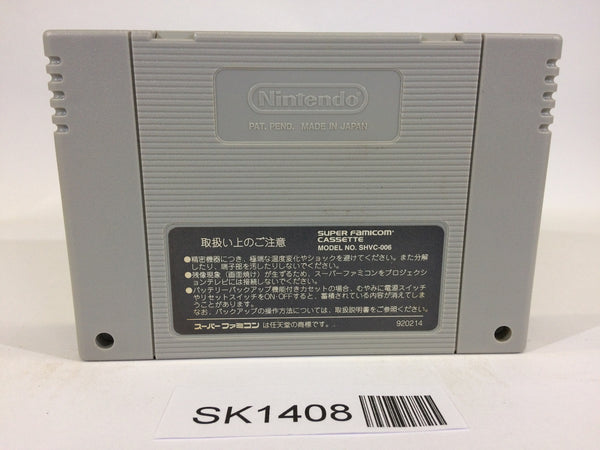 Nintendo
PAT. PEND. MADE IN JAPAN
取扱い上のご注意
SUPER FAMICOM
CASSETTE
MODEL NO. SHVC-006
●精密機器につき、極端な温度変化やショックを避けてください。また分解
したり、端子部を汚したりしないでください。
●残像現象(画面焼け)が生ずるため、スーパーファミコンをプロジェクシ
ョンテレビには接続しないでください。
●バッテリーバックアップ機能付きカセットの場合、むやみに電源スイッチ
やリセットスイッチをON・OFFすると、蓄積されている内容が消えてしま
うことがあります。
なお、バックアップの操作方法については、取扱説明書をご参照ください。
スーパーファミコン は任天堂の商標です。
920214
SK1408